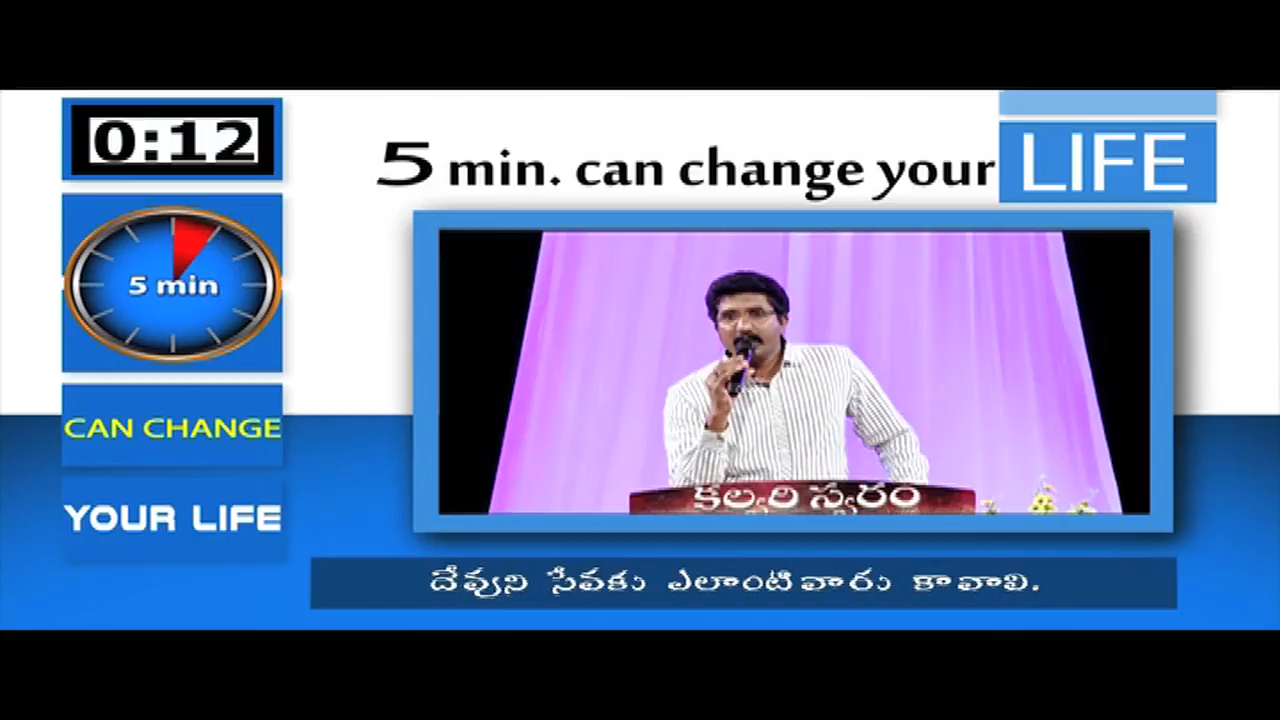 0:12
5 min. can change your LIFE
5 min
CAN CHANGE
YOUR LIFE
కల్వరి స్వరం
దేవుని సేవకు ఎలాంటివారు కావాలి.